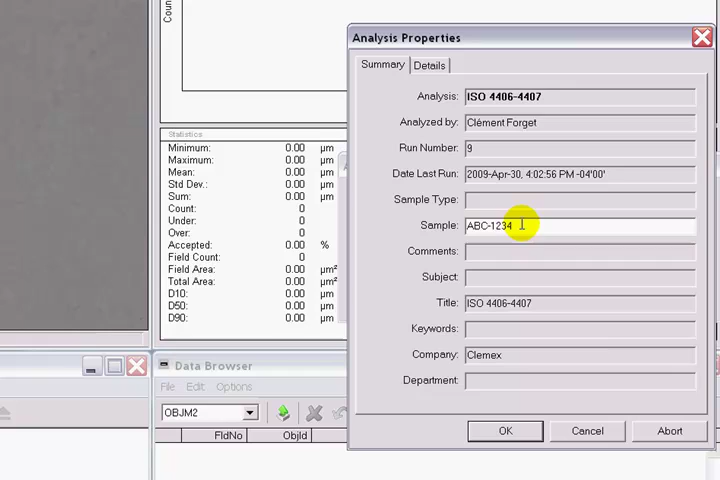 Coun
Analysis Properties
Summary
Details
Analysis: ISO 4406-4407
Analyzed by: Clément Forget
Run Number: 9
Date Last Run: 2009-Apr-30, 4:02:56 PM -04'00'
Sample Type:
Sample: ABC-1234
Comments:
Subject:
Title: ISO 4406-4407
Keywords:
Company: Clemex
Department:
OK
Cancel
Abort
Statistics
Minimum: 0.00 µm
Maximum: 0.00 µm
Mean: 0.00 µm
Std Dev.: 0.00 µm
Sum: 0.00 µm
Count: 0
Under: 0
Over: 0
Accepted: 0.00 %
Field Count: 0
Field Area: 0.00 µm²
Total Area: 0.00 µm²
D10: 0.00 µm
D50: 0.00 µm
D90: 0.00 µm
Data Browser
File Edit Options
OBJM2
FldNo
ObjId